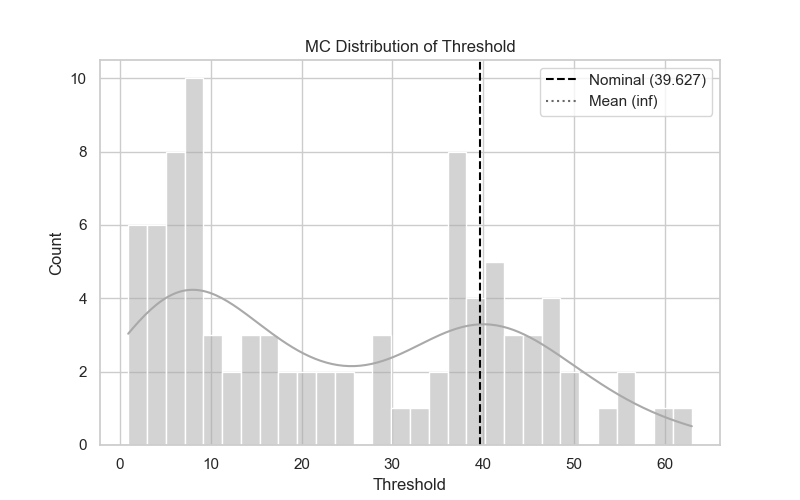 MC Distribution of Threshold
Nominal (39.627)
Mean (inf)
Count
10
8
6
4
2
0
0 10 20 30 40 50 60
Threshold